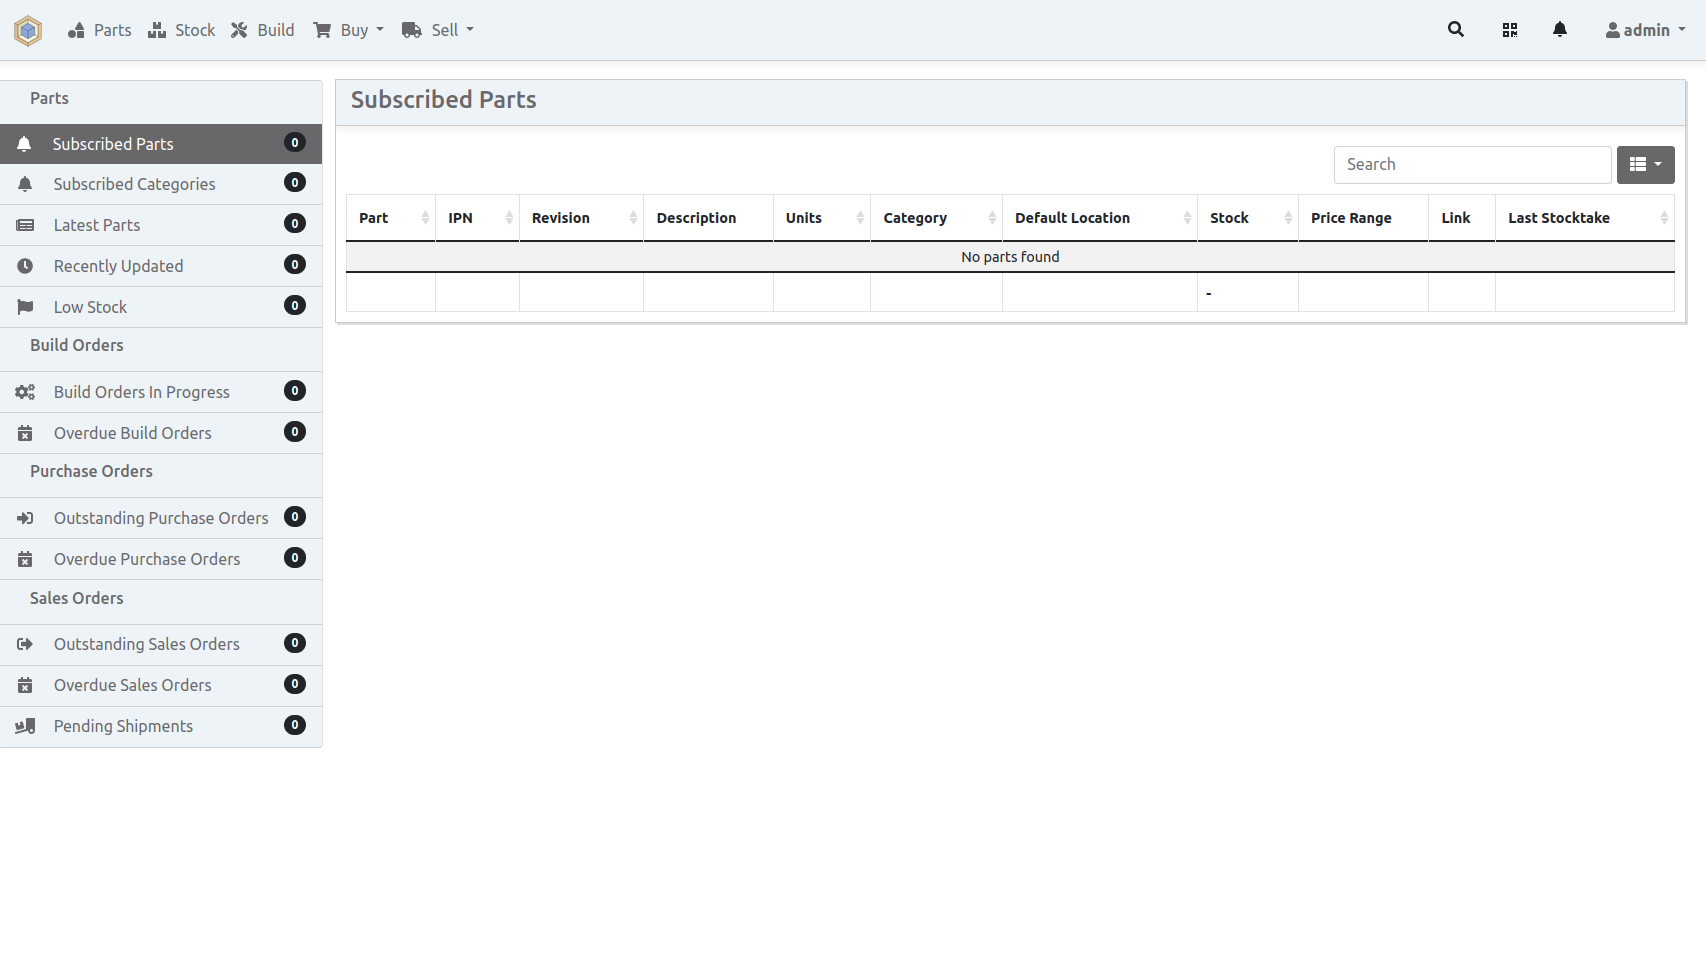 Parts Stock Build Buy Sell admin
Parts
Subscribed Parts 0
Subscribed Categories 0
Latest Parts 0
Recently Updated 0
Low Stock 0
Build Orders
Build Orders In Progress 0
Overdue Build Orders 0
Purchase Orders
Outstanding Purchase Orders 0
Overdue Purchase Orders 0
Sales Orders
Outstanding Sales Orders 0
Overdue Sales Orders 0
Pending Shipments 0
Subscribed Parts
Search
Part IPN Revision Description Units Category Default Location Stock Price Range Link Last Stocktake
No parts found
-